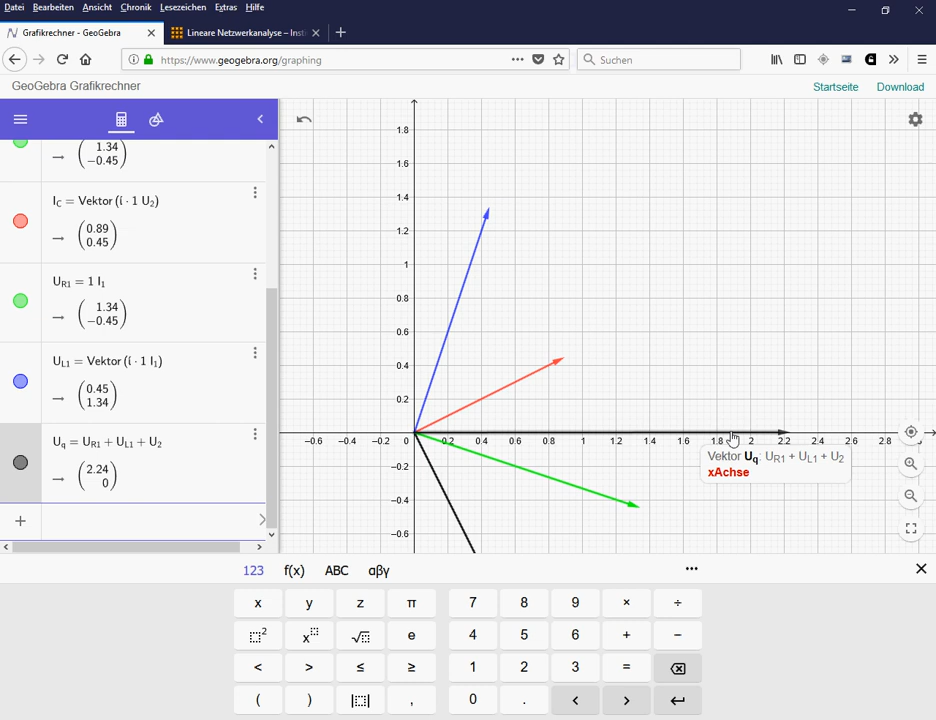 Datei Bearbeiten Ansicht Chronik Lesezeichen Extras Hilfe
Grafikrechner - GeoGebra
Lineare Netzwerkanalyse – Insti
https://www.geogebra.org/graphing
Suchen
GeoGebra Grafikrechner
Startseite Download
→ (1.34 −0.45)
I_C = Vektor (i · 1 U_2)
→ (0.89 0.45)
U_R1 = 1 I_1
→ (1.34 −0.45)
U_L1 = Vektor (i · 1 I_1)
→ (0.45 1.34)
U_q = U_R1 + U_L1 + U_2
→ (2.24 0)
1.8
1.6
1.4
1.2
1
0.8
0.6
0.4
0.2
−0.6 −0.4 −0.2 0 0.2 0.4 0.6 0.8 1 1.2 1.4 1.6 1.8 2 2.2 2.4 2.6 2.8
−0.2
−0.4
−0.6
Vektor U_q: U_R1 + U_L1 + U_2
xAchse
123 f(x) ABC αβγ
x y z π 7 8 9 × ÷
□² x□ √□ e 4 5 6 + −
< > ≤ ≥ 1 2 3 =
( ) |□| , 0 . < >